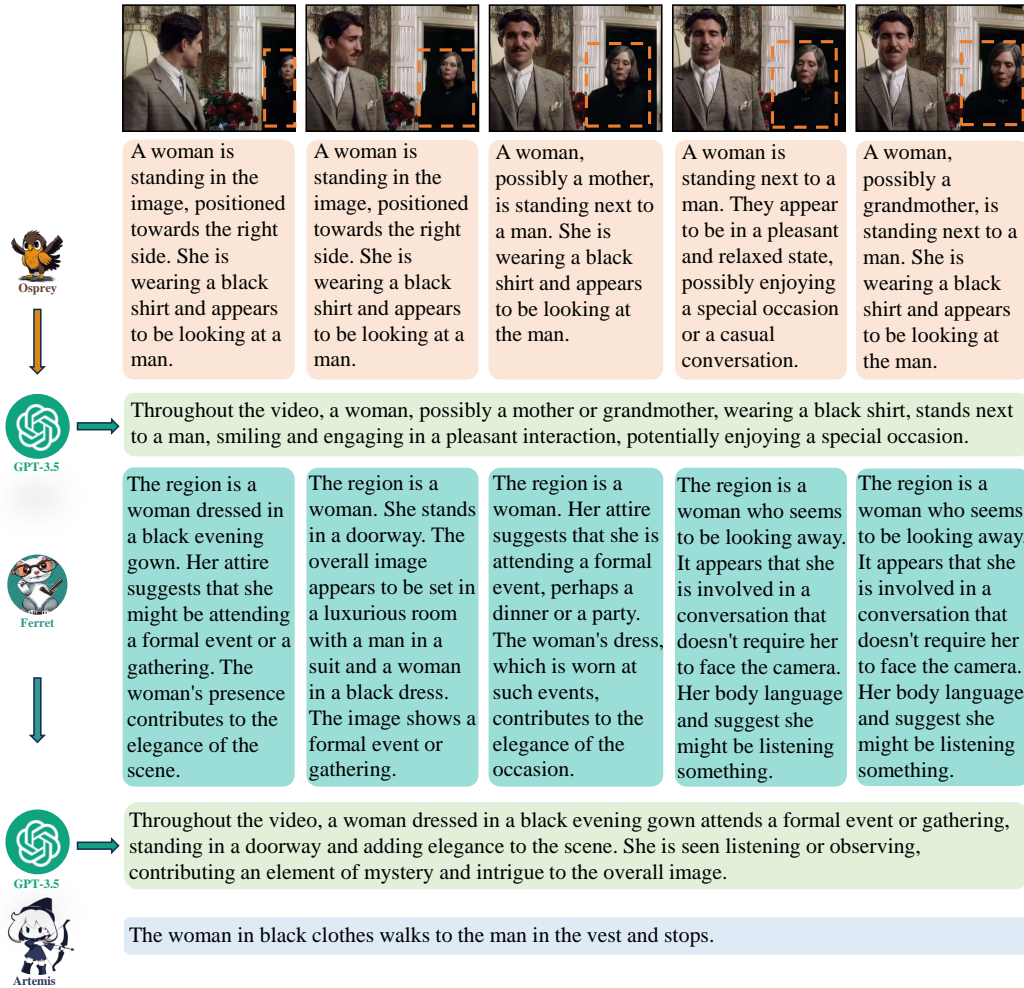 A woman is
standing in the
image, positioned
towards the right
side. She is
wearing a black
shirt and appears
to be looking at a
man.
A woman is
standing in the
image, positioned
towards the right
side. She is
wearing a black
shirt and appears
to be looking at a
man.
A woman,
possibly a mother,
is standing next to
a man. She is
wearing a black
shirt and appears
to be looking at
the man.
A woman is
standing next to a
man. They appear
to be in a pleasant
and relaxed state,
possibly enjoying
a special occasion
or a casual
conversation.
A woman,
possibly a
grandmother, is
standing next to a
man. She is
wearing a black
shirt and appears
to be looking at
the man.
Osprey
Throughout the video, a woman, possibly a mother or grandmother, wearing a black shirt, stands next
to a man, smiling and engaging in a pleasant interaction, potentially enjoying a special occasion.
GPT-3.5
The region is a
woman dressed in
a black evening
gown. Her attire
suggests that she
might be attending
a formal event or a
gathering. The
woman's presence
contributes to the
elegance of the
scene.
The region is a
woman. She stands
in a doorway. The
overall image
appears to be set in
a luxurious room
with a man in a
suit and a woman
in a black dress.
The image shows a
formal event or
gathering.
The region is a
woman. Her attire
suggests that she is
attending a formal
event, perhaps a
dinner or a party.
The woman's dress,
which is worn at
such events,
contributes to the
elegance of the
occasion.
The region is a
woman who seems
to be looking away.
It appears that she
is involved in a
conversation that
doesn't require her
to face the camera.
Her body language
and suggest she
might be listening
something.
The region is a
woman who seems
to be looking away.
It appears that she
is involved in a
conversation that
doesn't require her
to face the camera.
Her body language
and suggest she
might be listening
something.
Ferret
Throughout the video, a woman dressed in a black evening gown attends a formal event or gathering,
standing in a doorway and adding elegance to the scene. She is seen listening or observing,
contributing an element of mystery and intrigue to the overall image.
GPT-3.5
The woman in black clothes walks to the man in the vest and stops.
Artemis